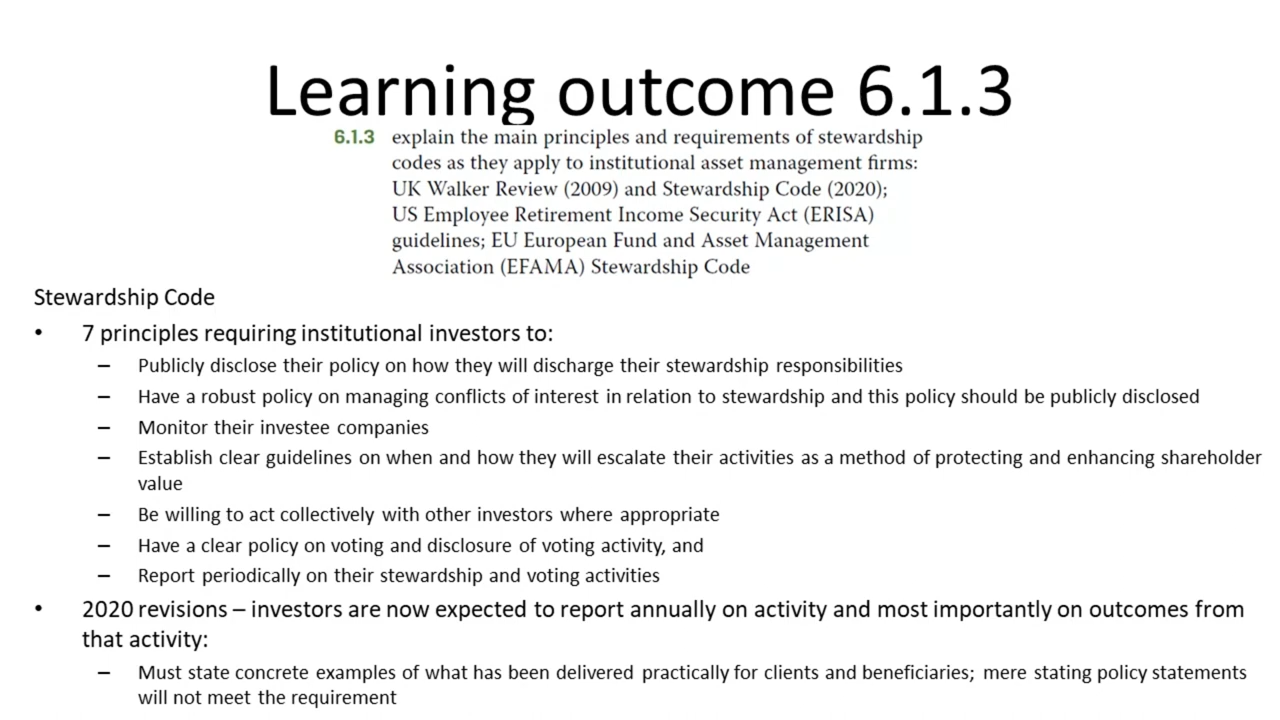 Learning outcome 6.1.3
6.1.3 explain the main principles and requirements of stewardship
codes as they apply to institutional asset management firms:
UK Walker Review (2009) and Stewardship Code (2020);
US Employee Retirement Income Security Act (ERISA)
guidelines; EU European Fund and Asset Management
Association (EFAMA) Stewardship Code
Stewardship Code
• 7 principles requiring institutional investors to:
– Publicly disclose their policy on how they will discharge their stewardship responsibilities
– Have a robust policy on managing conflicts of interest in relation to stewardship and this policy should be publicly disclosed
– Monitor their investee companies
– Establish clear guidelines on when and how they will escalate their activities as a method of protecting and enhancing shareholder
value
– Be willing to act collectively with other investors where appropriate
– Have a clear policy on voting and disclosure of voting activity, and
– Report periodically on their stewardship and voting activities
• 2020 revisions – investors are now expected to report annually on activity and most importantly on outcomes from
that activity:
– Must state concrete examples of what has been delivered practically for clients and beneficiaries; mere stating policy statements
will not meet the requirement